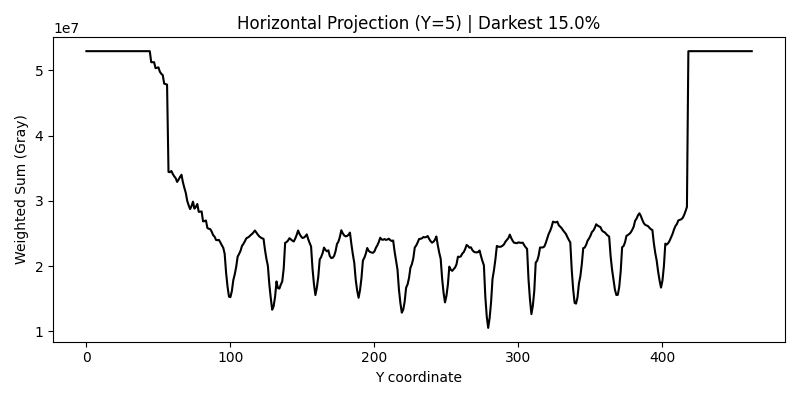 Horizontal Projection (Y=5) | Darkest 15.0%
1e7
5
4
3
2
1
Weighted Sum (Gray)
0 100 200 300 400
Y coordinate